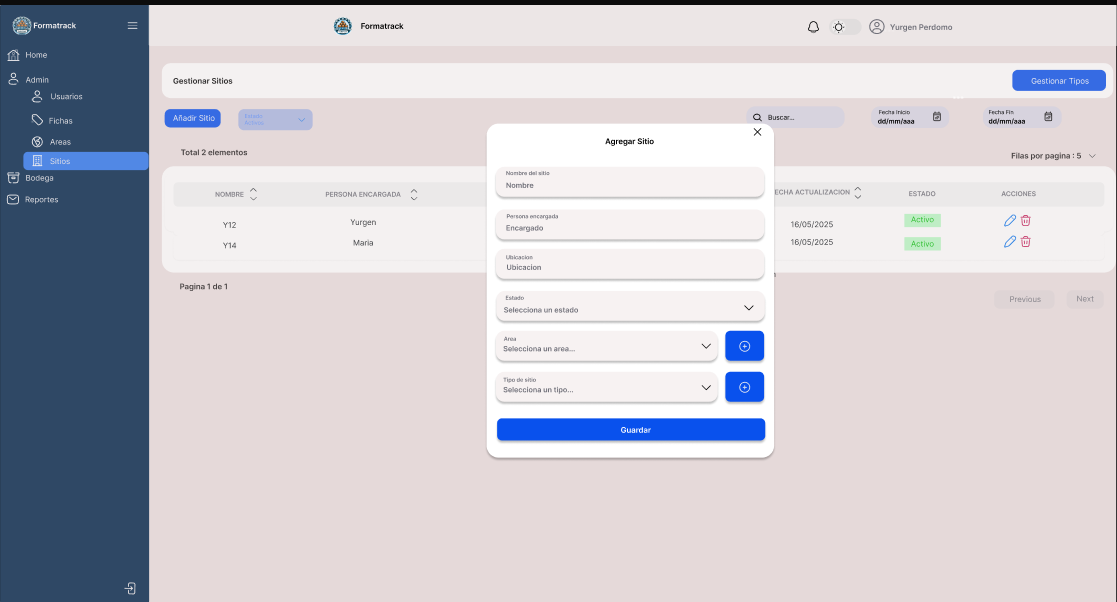 Formatrack
Formatrack
Yurgen Perdomo
Home
Admin
Usuarios
Fichas
Areas
Sitios
Bodega
Reportes
Gestionar Sitios
Gestionar Tipos
Añadir Sitio
Estado
Activos
Buscar...
Fecha Inicio
dd/mm/aaa
Fecha Fin
dd/mm/aaa
Total 2 elementos
Filas por pagina : 5
NOMBRE
PERSONA ENCARGADA
ECHA ACTUALIZACION
ESTADO
ACCIONES
Y12
Yurgen
16/05/2025
Activo
Y14
Maria
16/05/2025
Activo
Pagina 1 de 1
Previous
Next
Agregar Sitio
Nombre del sitio
Nombre
Persona encargada
Encargado
Ubicacion
Ubicacion
Estado
Selecciona un estado
Area
Selecciona un area...
Tipo de sitio
Selecciona un tipo...
Guardar